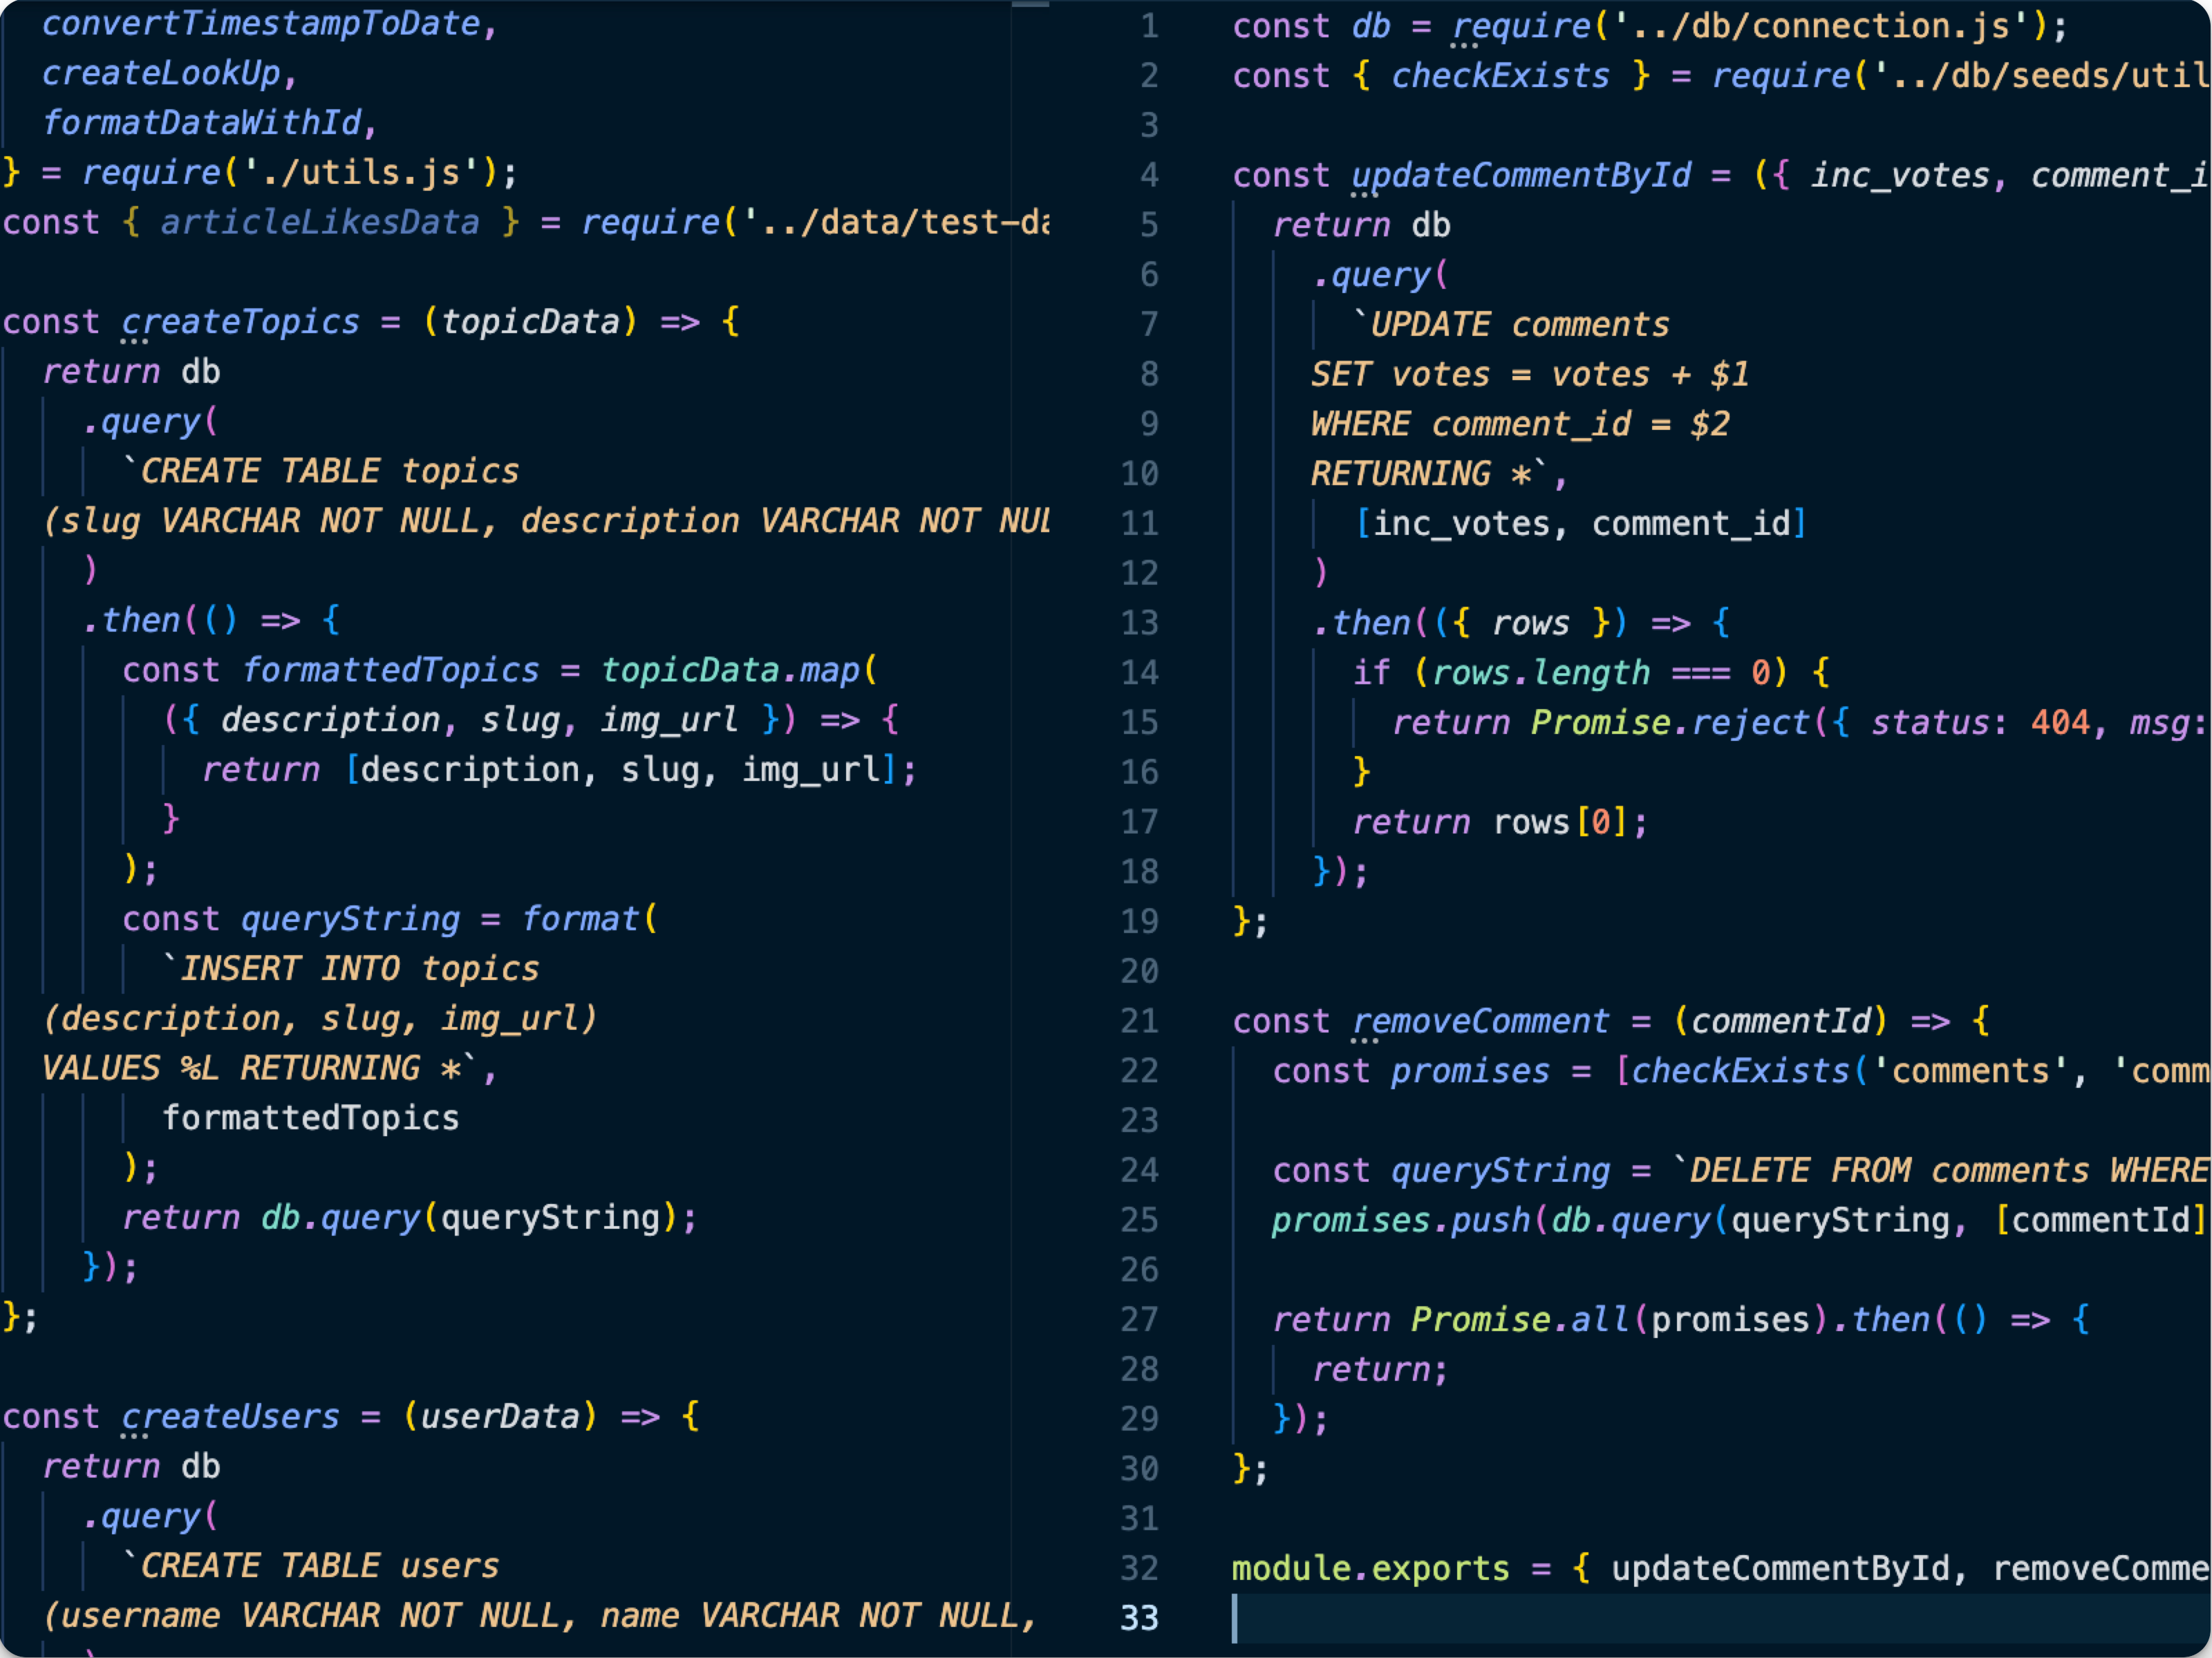 convertTimestampToDate,
createLookUp,
formatDataWithId,
} = require('./utils.js');
const { articleLikesData } = require('../data/test-da
const createTopics = (topicData) => {
return db
.query(
`CREATE TABLE topics
(slug VARCHAR NOT NULL, description VARCHAR NOT NUL
)
.then(() => {
const formattedTopics = topicData.map(
({ description, slug, img_url }) => {
return [description, slug, img_url];
}
);
const queryString = format(
`INSERT INTO topics
(description, slug, img_url)
VALUES %L RETURNING *`,
formattedTopics
);
return db.query(queryString);
});
};
const createUsers = (userData) => {
return db
.query(
`CREATE TABLE users
(username VARCHAR NOT NULL, name VARCHAR NOT NULL,
1 const db = require('../db/connection.js');
2 const { checkExists } = require('../db/seeds/util
3
4 const updateCommentById = ({ inc_votes, comment_i
5 return db
6 .query(
7 `UPDATE comments
8 SET votes = votes + $1
9 WHERE comment_id = $2
10 RETURNING *`,
11 [inc_votes, comment_id]
12 )
13 .then(({ rows }) => {
14 if (rows.length === 0) {
15 return Promise.reject({ status: 404, msg:
16 }
17 return rows[0];
18 });
19 };
20
21 const removeComment = (commentId) => {
22 const promises = [checkExists('comments', 'comm
23
24 const queryString = `DELETE FROM comments WHERE
25 promises.push(db.query(queryString, [commentId]
26
27 return Promise.all(promises).then(() => {
28 return;
29 });
30 };
31
32 module.exports = { updateCommentById, removeComme
33